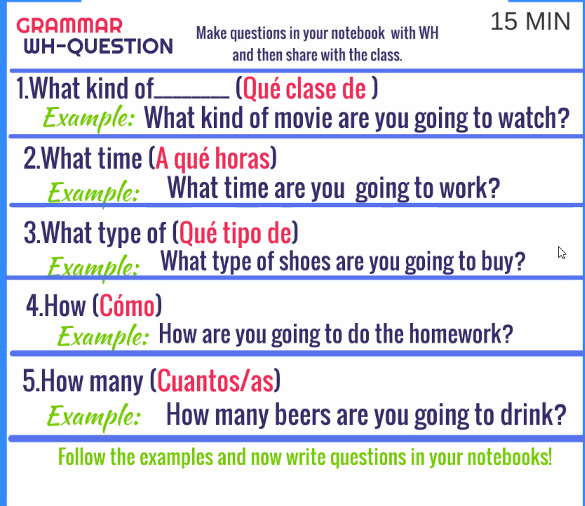 GRAMMAR
WH-QUESTION
Make questions in your notebook with WH
and then share with the class.
15 MIN
1.What kind of________ (Qué clase de )
Example: What kind of movie are you going to watch?
2.What time (A qué horas)
Example: What time are you going to work?
3.What type of (Qué tipo de)
Example: What type of shoes are you going to buy?
4.How (Cómo)
Example: How are you going to do the homework?
5.How many (Cuantos/as)
Example: How many beers are you going to drink?
Follow the examples and now write questions in your notebooks!